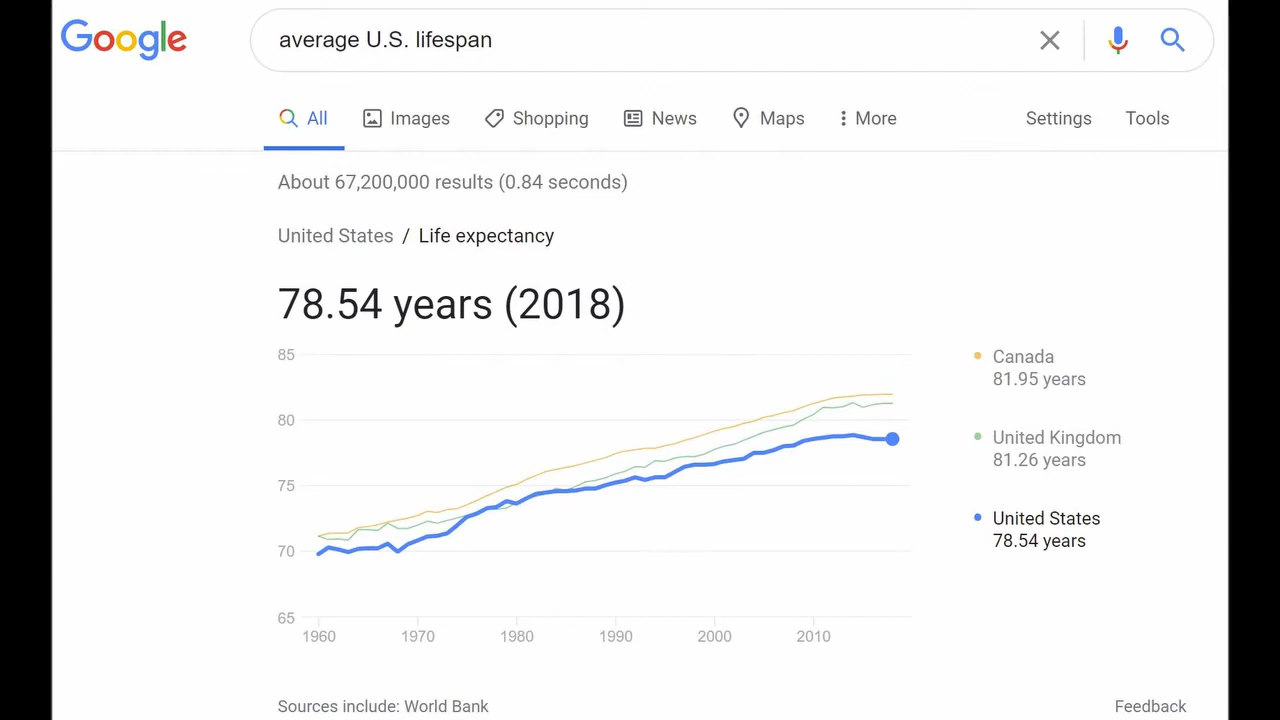 Google
average U.S. lifespan
All Images Shopping News Maps More Settings Tools
About 67,200,000 results (0.84 seconds)
United States / Life expectancy
78.54 years (2018)
85
80
75
70
65
1960 1970 1980 1990 2000 2010
Canada
81.95 years
United Kingdom
81.26 years
United States
78.54 years
Sources include: World Bank
Feedback